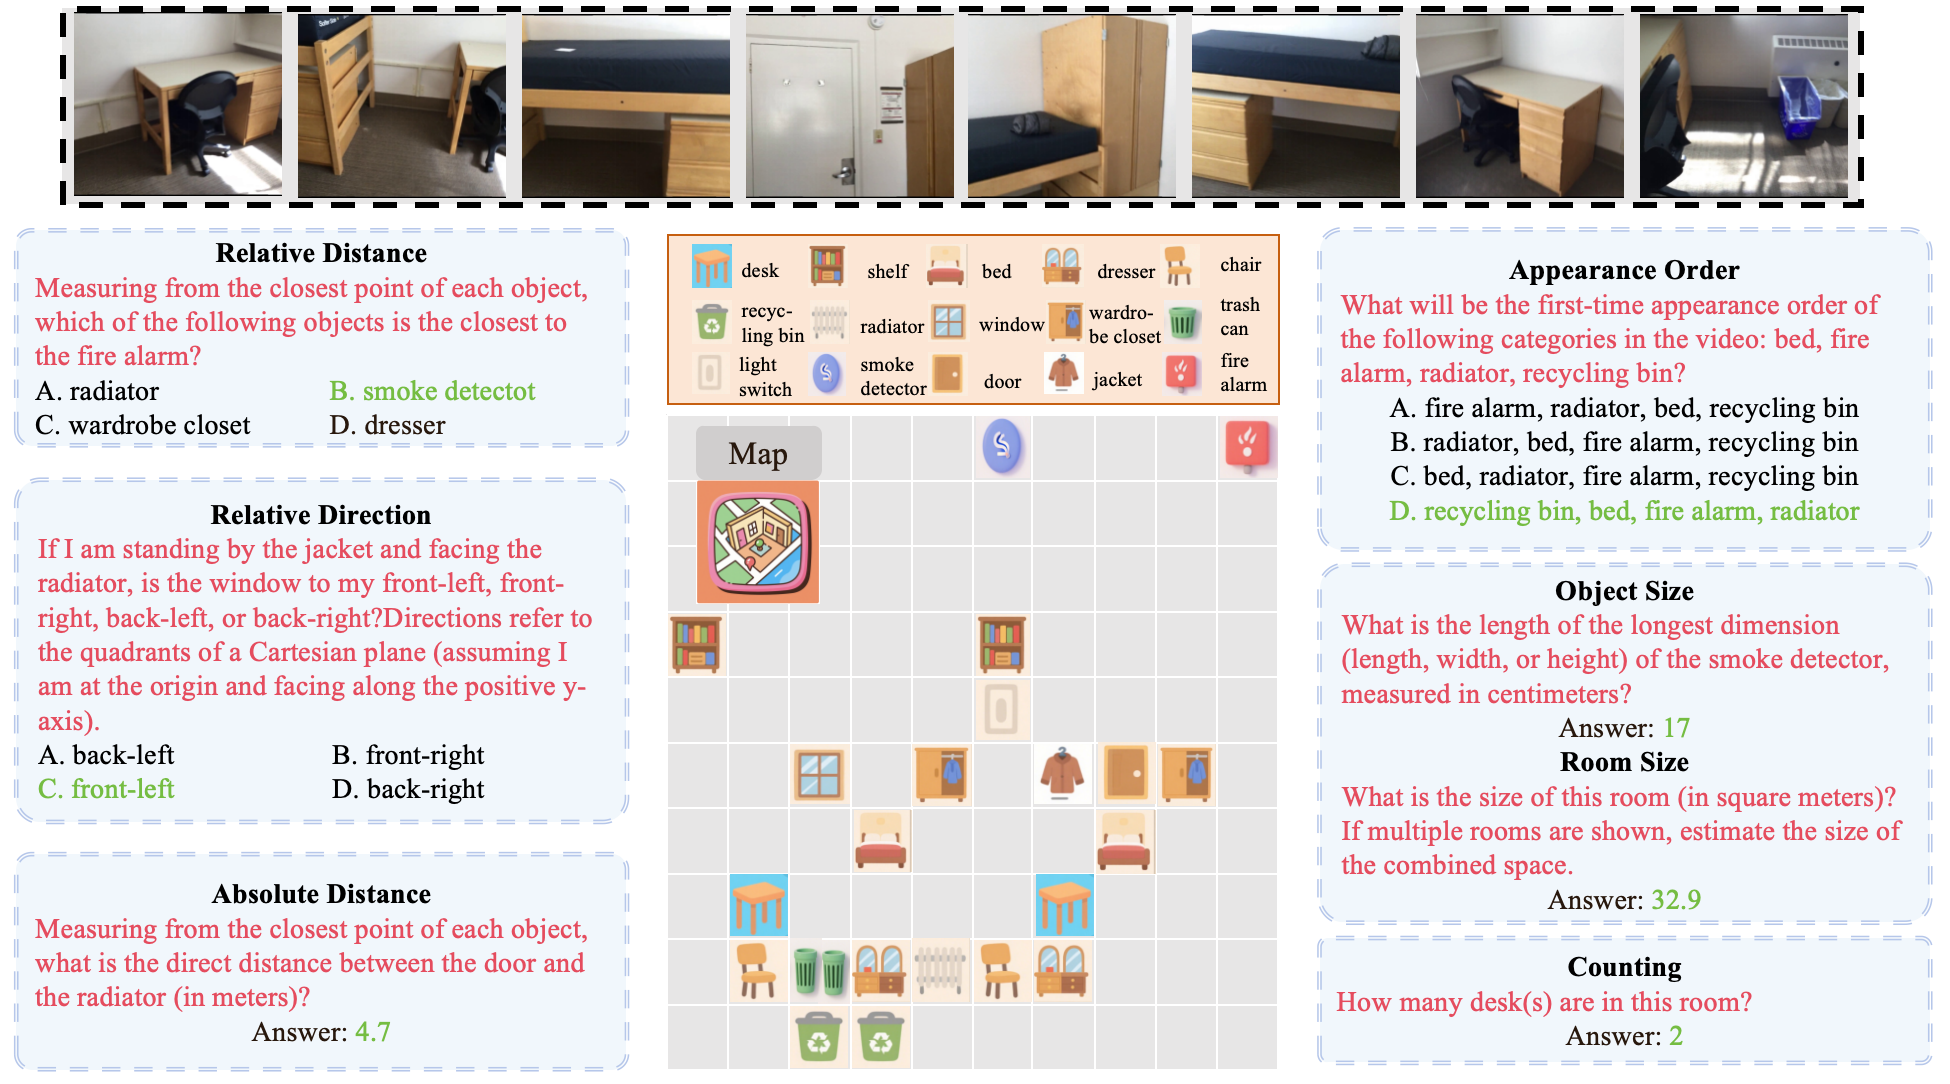 Relative Distance
Measuring from the closest point of each object,
which of the following objects is the closest to
the fire alarm?
A. radiator
B. smoke detectot
C. wardrobe closet
D. dresser
Relative Direction
If I am standing by the jacket and facing the
radiator, is the window to my front-left, front-
right, back-left, or back-right?Directions refer to
the quadrants of a Cartesian plane (assuming I
am at the origin and facing along the positive y-
axis).
A. back-left
B. front-right
C. front-left
D. back-right
Absolute Distance
Measuring from the closest point of each object,
what is the direct distance between the door and
the radiator (in meters)?
Answer: 4.7
desk
shelf
bed
dresser
chair
recyc-
ling bin
radiator
window
wardro-
be closet
trash
can
light
switch
smoke
detector
door
jacket
fire
alarm
Map
Appearance Order
What will be the first-time appearance order of
the following categories in the video: bed, fire
alarm, radiator, recycling bin?
A. fire alarm, radiator, bed, recycling bin
B. radiator, bed, fire alarm, recycling bin
C. bed, radiator, fire alarm, recycling bin
D. recycling bin, bed, fire alarm, radiator
Object Size
What is the length of the longest dimension
(length, width, or height) of the smoke detector,
measured in centimeters?
Answer: 17
Room Size
What is the size of this room (in square meters)?
If multiple rooms are shown, estimate the size of
the combined space.
Answer: 32.9
Counting
How many desk(s) are in this room?
Answer: 2